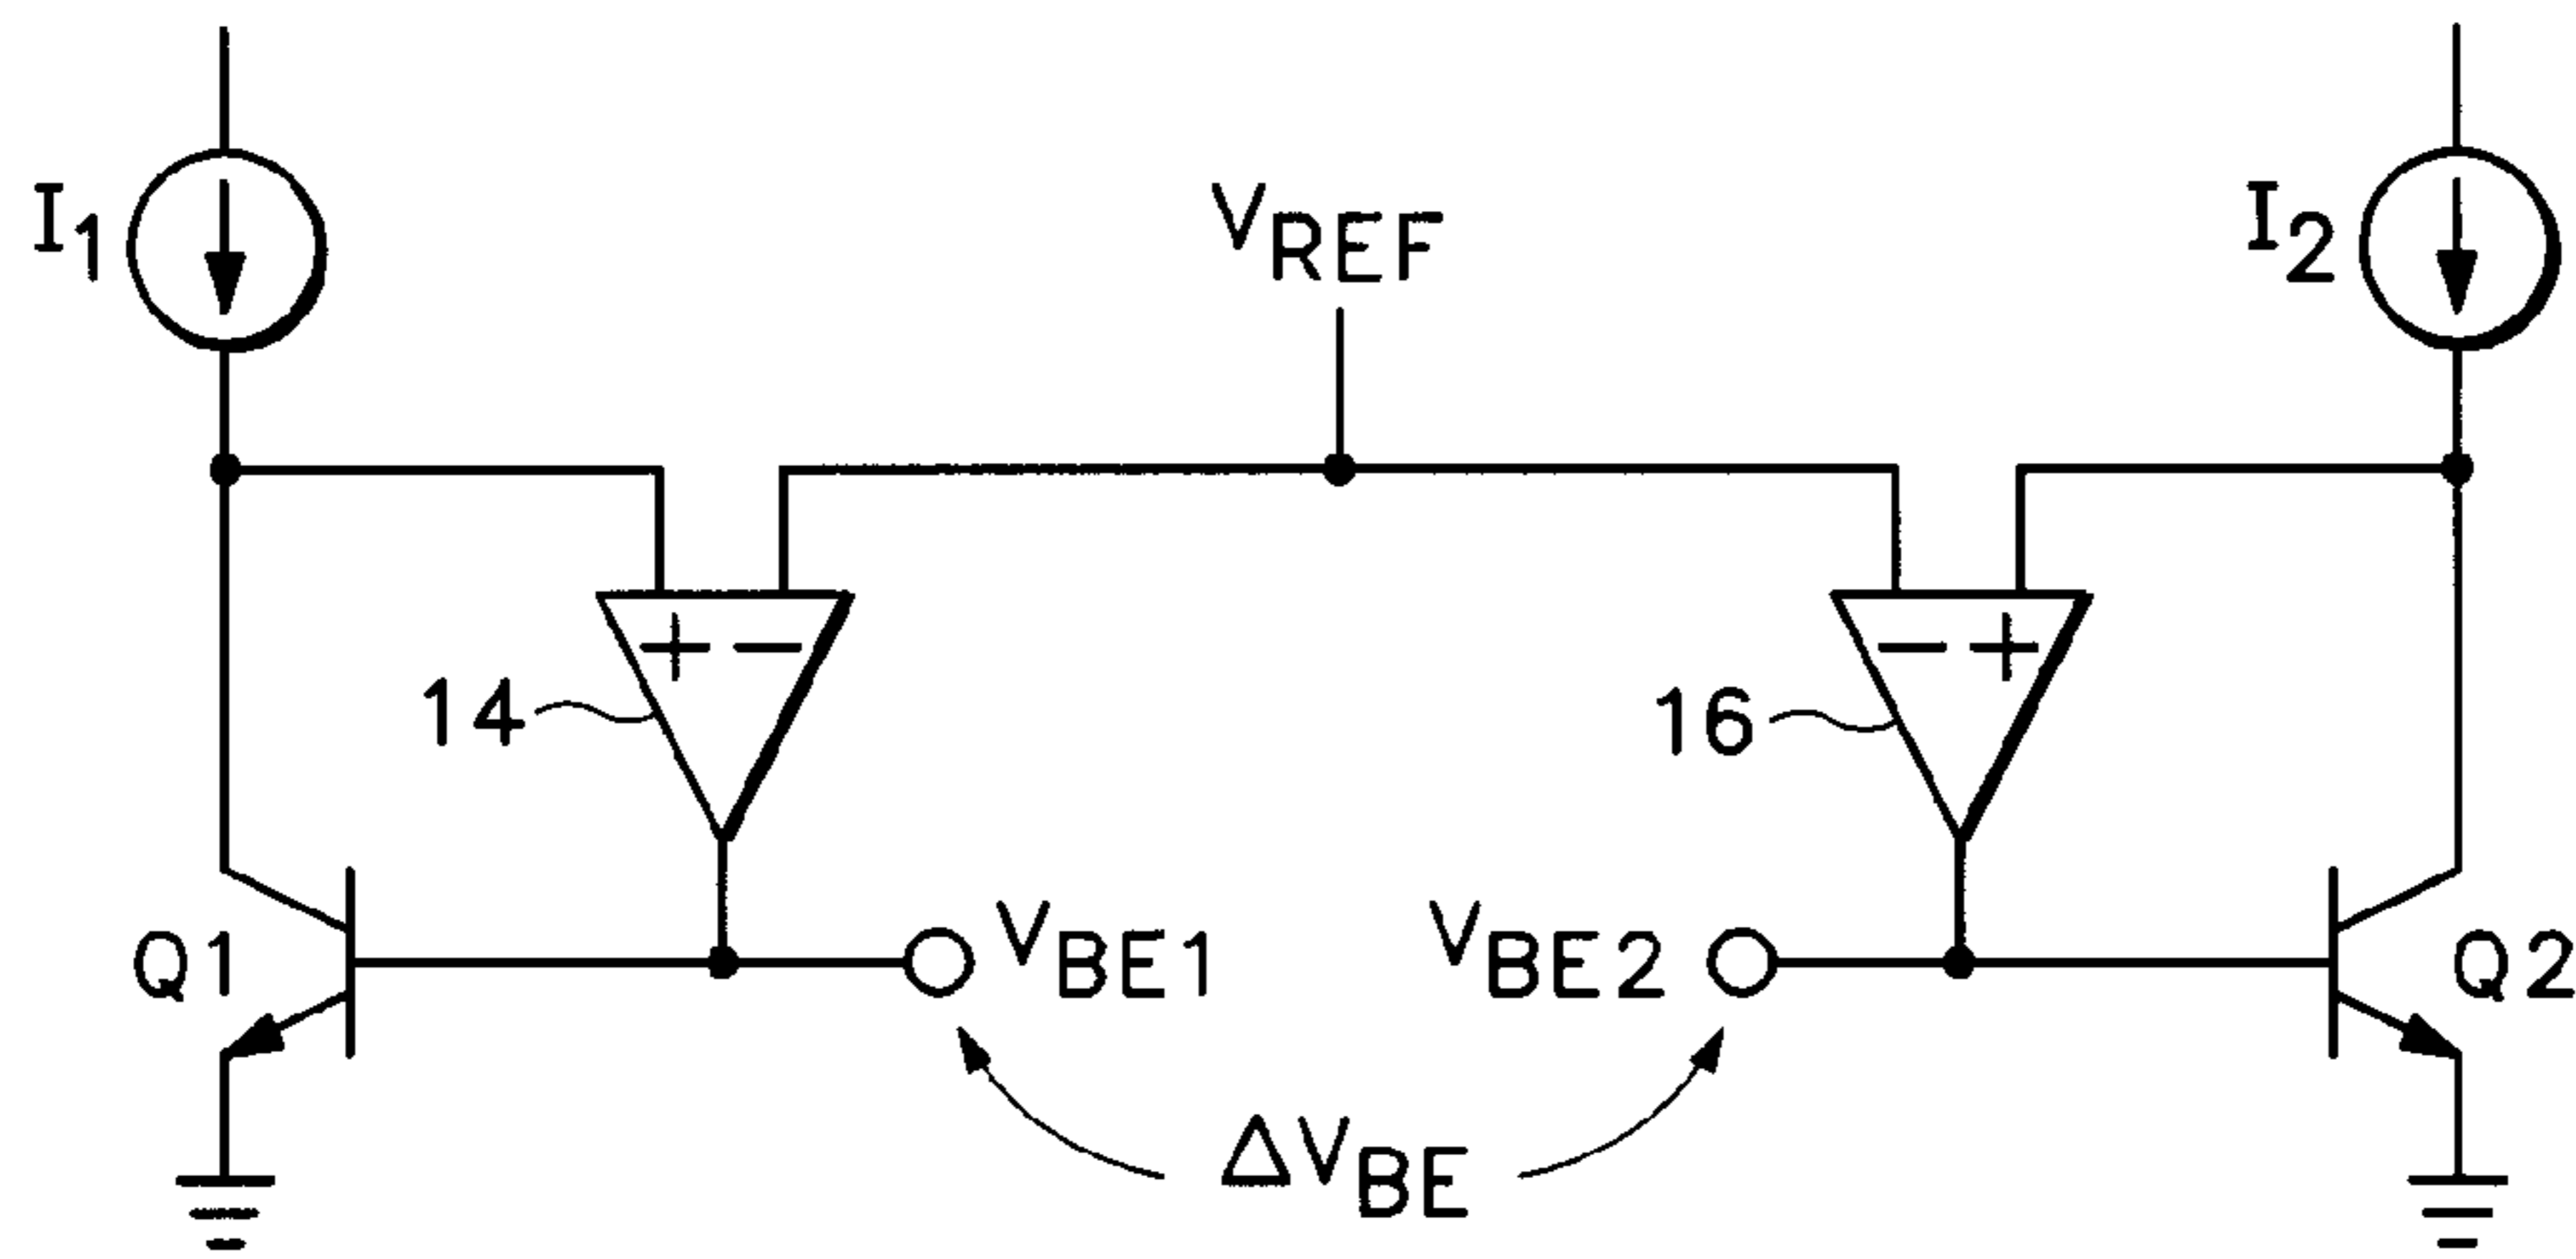 I1
VREF
I2
+ −
− +
14
16
Q1
VBE1
VBE2
Q2
ΔVBE